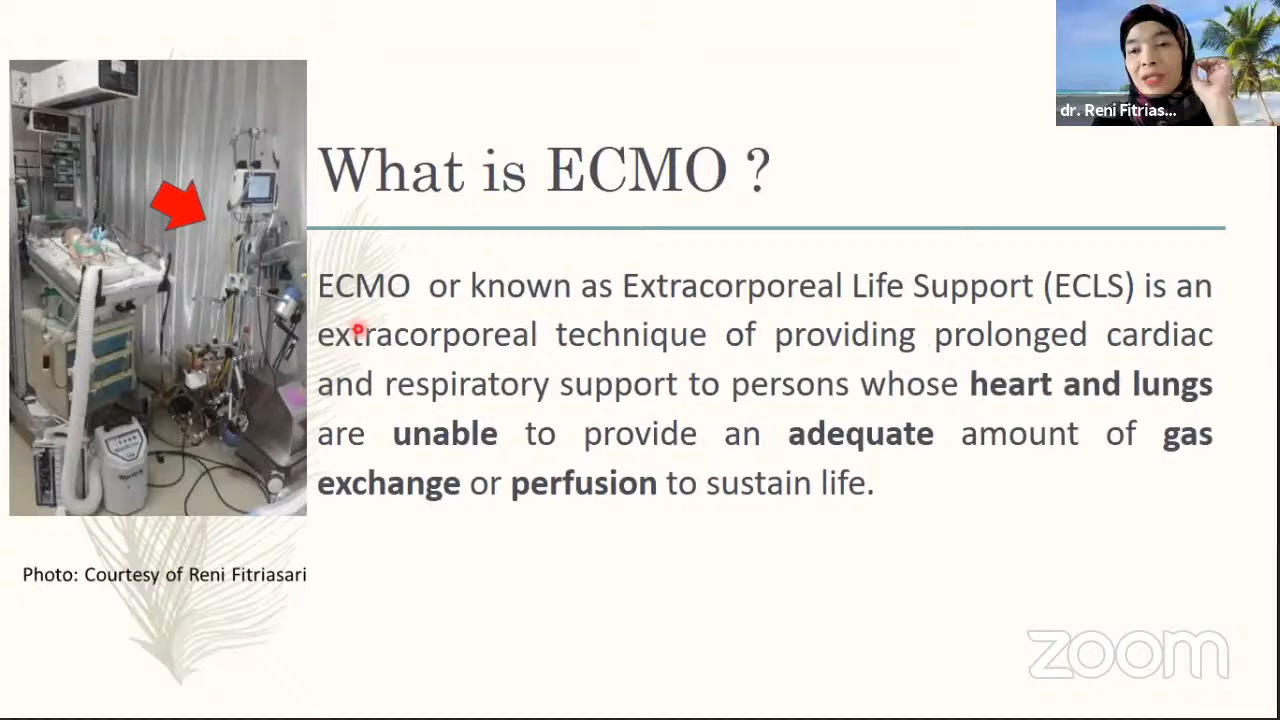 dr. Reni Fitrias...
What is ECMO ?
ECMO or known as Extracorporeal Life Support (ECLS) is an
extracorporeal technique of providing prolonged cardiac
and respiratory support to persons whose heart and lungs
are unable to provide an adequate amount of gas
exchange or perfusion to sustain life.
Photo: Courtesy of Reni Fitriasari
zoom